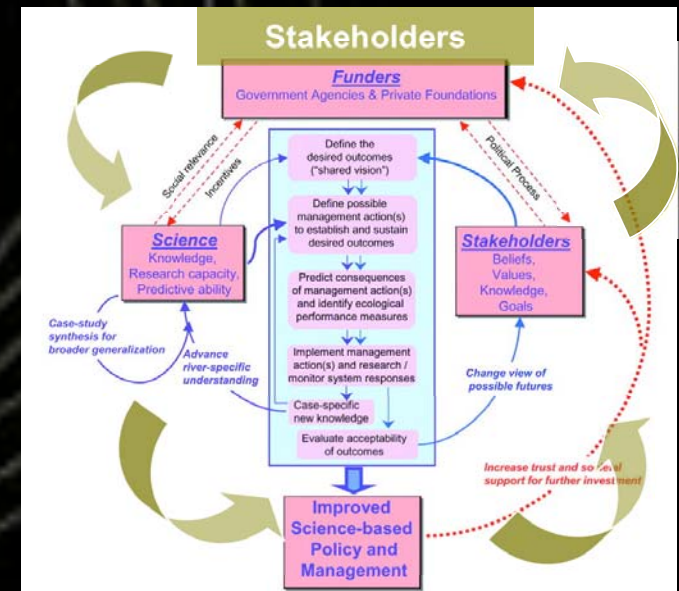 Stakeholders
Funders
Government Agencies & Private Foundations
Social relevance
Incentives
Political Process
Define the
desired outcomes
("shared vision")
Define possible
management action(s)
to establish and sustain
desired outcomes
Science
Knowledge,
Research capacity,
Predictive ability
Stakeholders
Beliefs,
Values,
Knowledge,
Goals
Predict consequences
of management action(s)
and identify ecological
performance measures
Case-study
synthesis for
broader generalization
Advance
river-specific
understanding
Implement management
action(s) and research /
monitor system responses
Change view of
possible futures
Case-specific
new knowledge
Evaluate acceptability
of outcomes
Increase trust and societal
support for further investment
Improved
Science-based
Policy and
Management